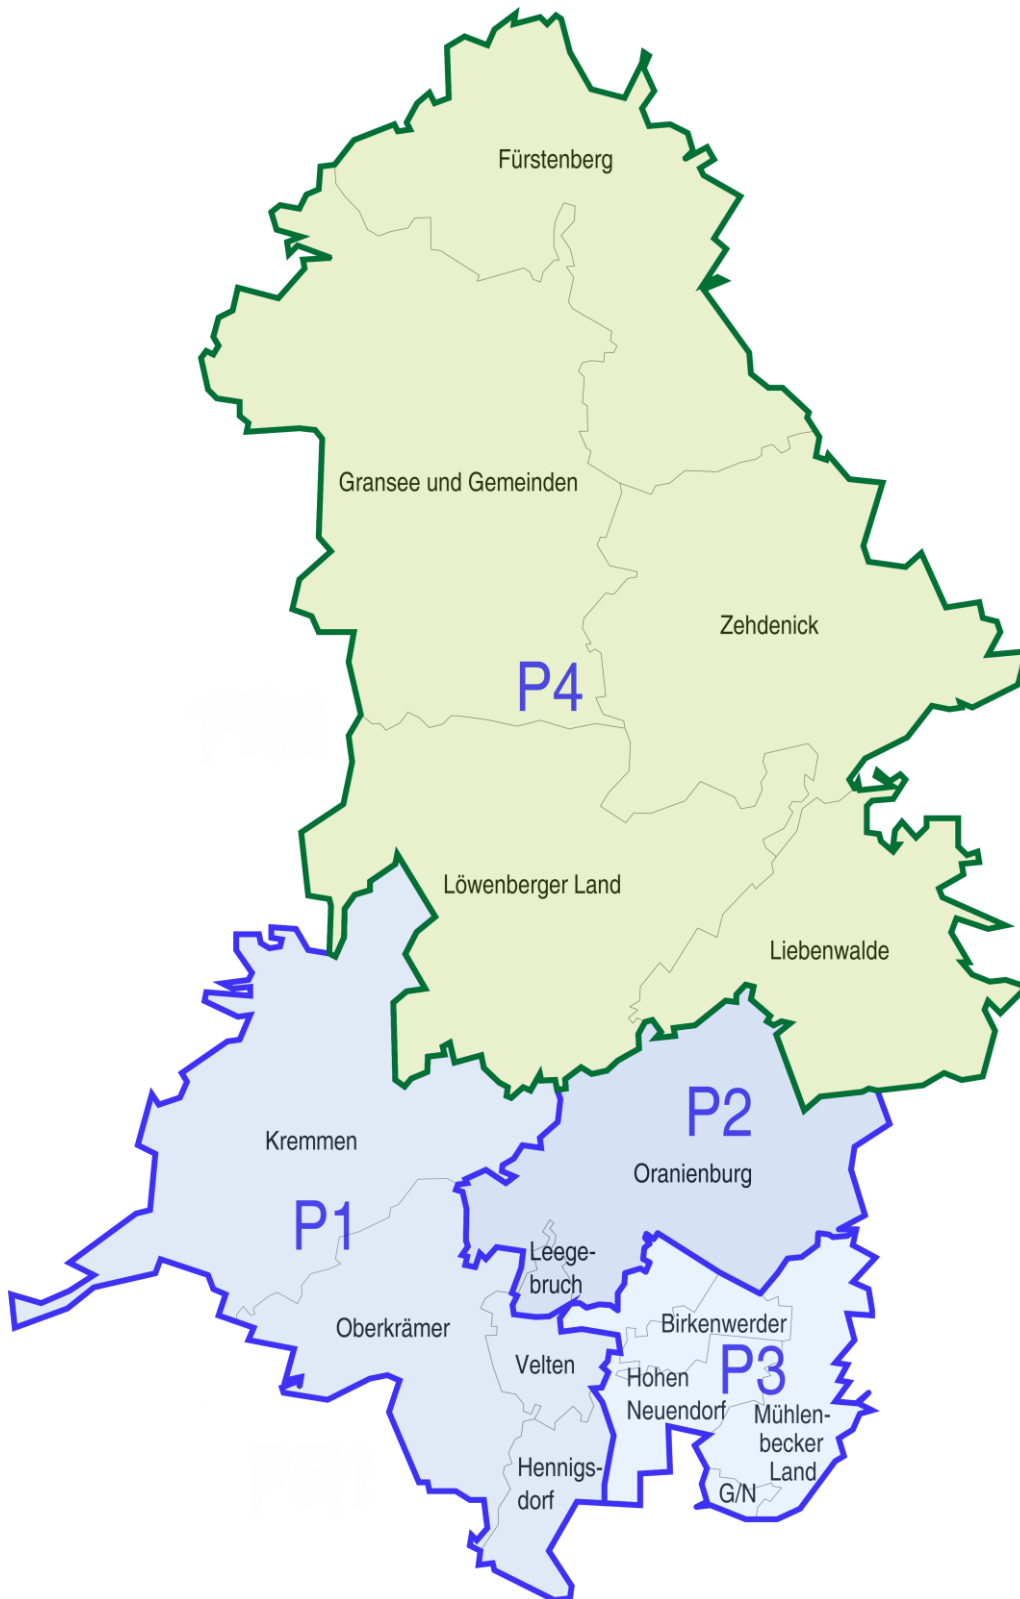 Fürstenberg
Gransee und Gemeinden
Zehdenick
P4
Löwenberger Land
Liebenwalde
P2
Kremmen
Oranienburg
P1
Leege-
bruch
Oberkrämer
Birkenwerder
Velten
P3
Hohen
Neuendorf
Mühlen-
becker
Land
Hennigs-
dorf
G/N